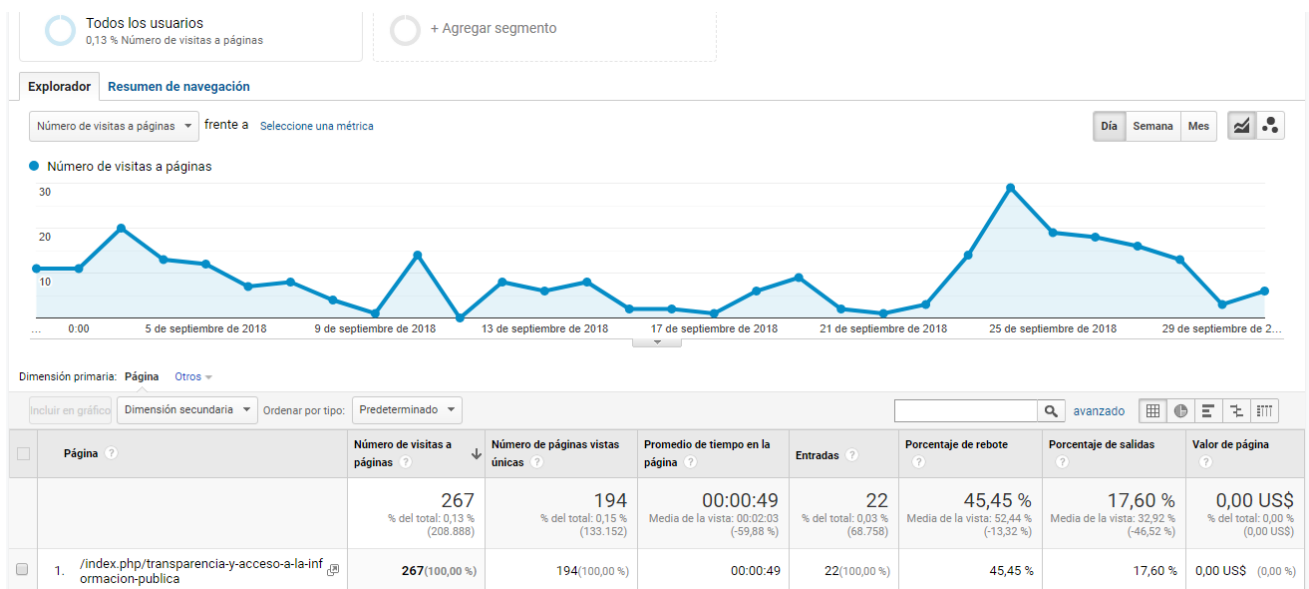 Todos los usuarios
0,13 % Número de visitas a páginas
+ Agregar segmento
Explorador
Resumen de navegación
Número de visitas a páginas
frente a
Seleccione una métrica
Día
Semana
Mes
Número de visitas a páginas
30
20
10
...
0:00
5 de septiembre de 2018
9 de septiembre de 2018
13 de septiembre de 2018
17 de septiembre de 2018
21 de septiembre de 2018
25 de septiembre de 2018
29 de septiembre de 2...
Dimensión primaria:
Página
Otros
Incluir en gráfico
Dimensión secundaria
Ordenar por tipo:
Predeterminado
avanzado
Página
?
Número de visitas a
páginas ?
Número de páginas vistas
únicas ?
Promedio de tiempo en la
página ?
Entradas ?
Porcentaje de rebote
?
Porcentaje de salidas
?
Valor de página
?
267
% del total: 0,13 %
(208.888)
194
% del total: 0,15 %
(133.152)
00:00:49
Media de la vista: 00:02:03
(-59,88 %)
22
% del total: 0,03 %
(68.758)
45,45 %
Media de la vista: 52,44 %
(-13,32 %)
17,60 %
Media de la vista: 32,92 %
(-46,52 %)
0,00 US$
% del total: 0,00 %
(0,00 US$)
1.
/index.php/transparencia-y-acceso-a-la-inf
ormacion-publica
267(100,00 %)
194(100,00 %)
00:00:49
22(100,00 %)
45,45 %
17,60 %
0,00 US$ (0,00 %)